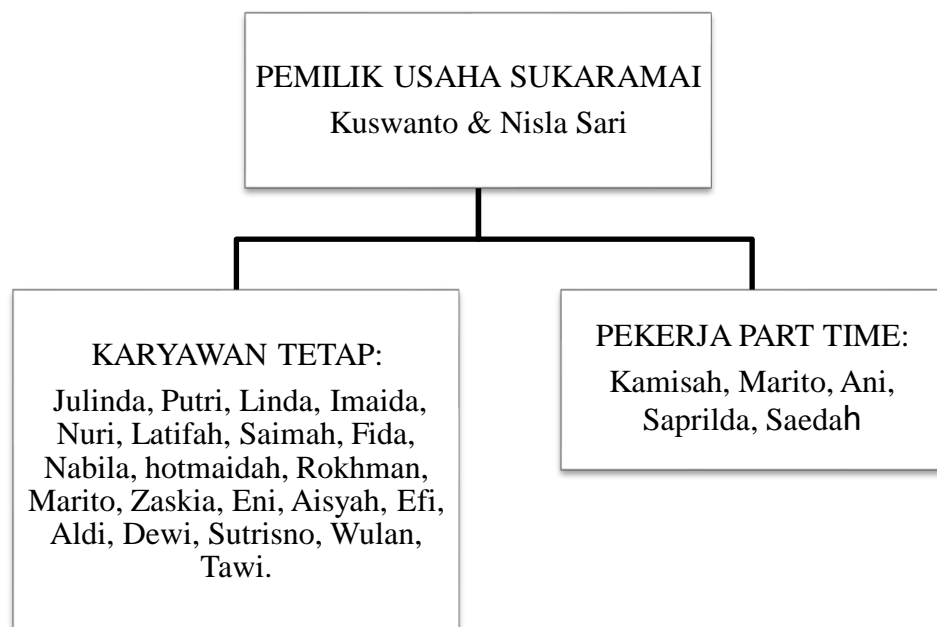 PEMILIK USAHA SUKARAMAI
Kuswanto & Nisla Sari
KARYAWAN TETAP:
Julinda, Putri, Linda, Imaida,
Nuri, Latifah, Saimah, Fida,
Nabila, hotmaidah, Rokhman,
Marito, Zaskia, Eni, Aisyah, Efi,
Aldi, Dewi, Sutrisno, Wulan,
Tawi.
PEKERJA PART TIME:
Kamisah, Marito, Ani,
Saprilda, Saedah